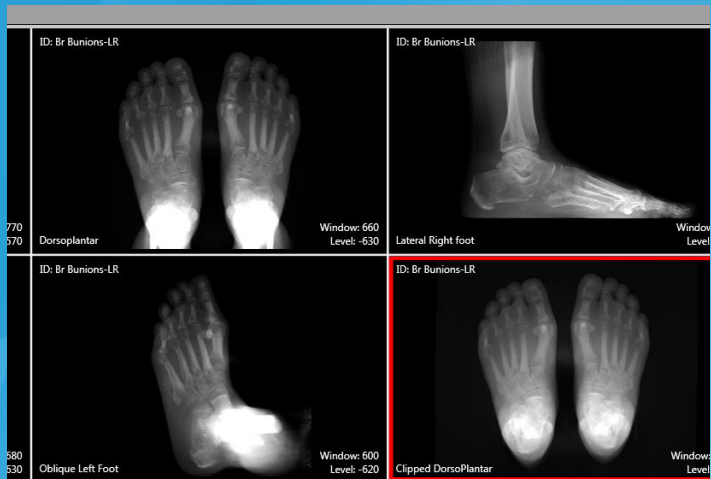 ID: Br Bunions-LR
770
570
Dorsoplantar
Window: 660
Level: -630
ID: Br Bunions-LR
Lateral Right foot
Window
Level
ID: Br Bunions-LR
580
530
Oblique Left Foot
Window: 600
Level: -620
ID: Br Bunions-LR
Clipped DorsoPlantar
Window:
Level